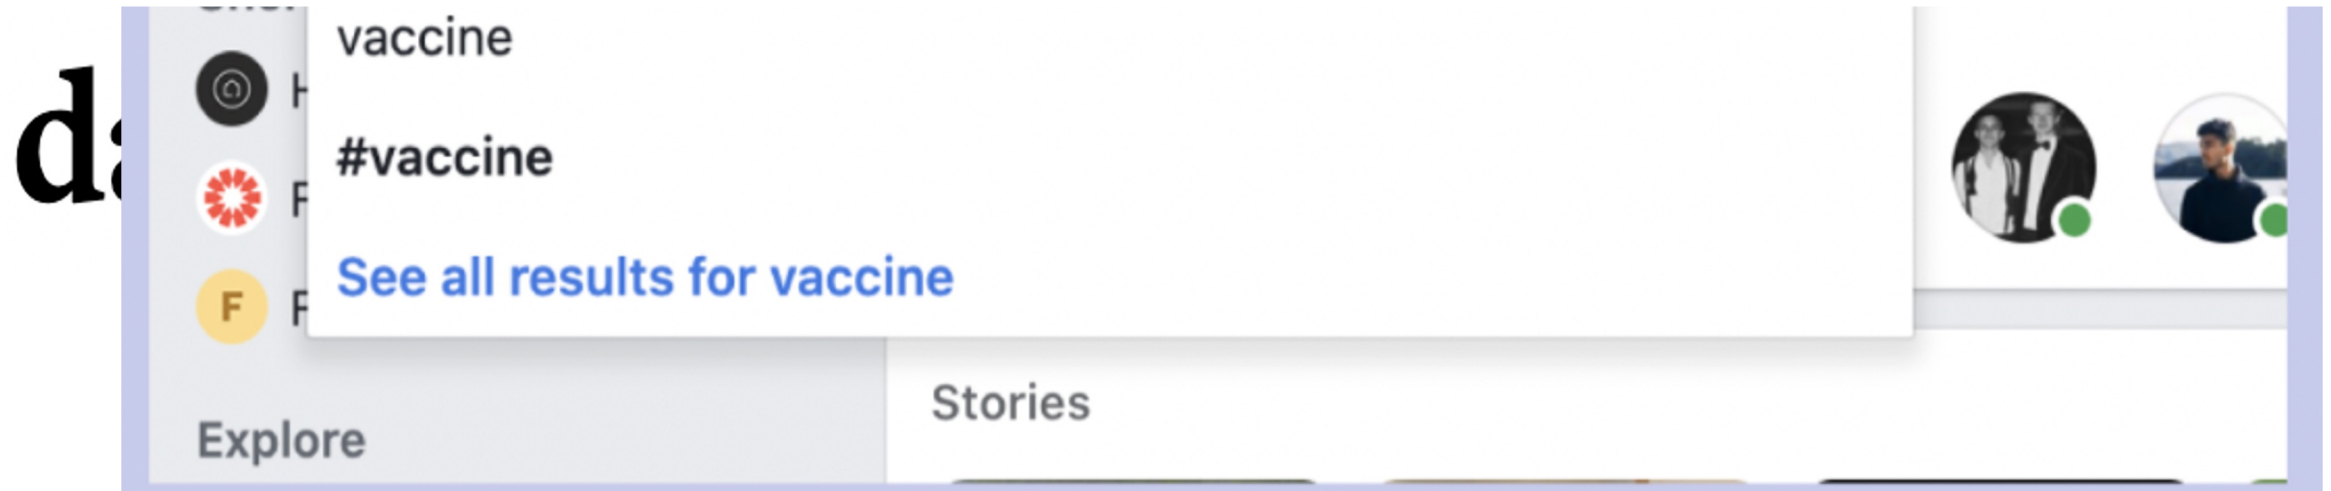 vaccine
#vaccine
See all results for vaccine
F
Stories
Explore